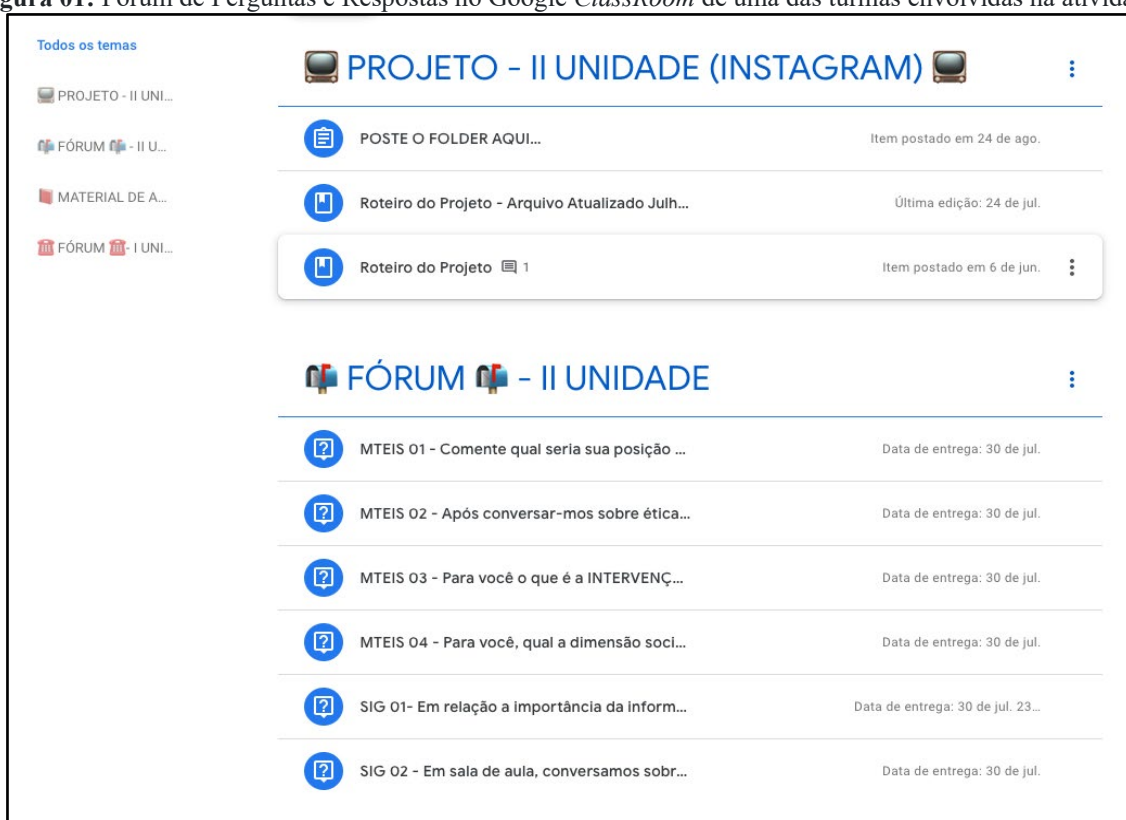 gura 01: Fórum de Perguntas e Respostas no Google ClassRoom de uma das turmas envolvidas na ativida
Todos os temas
PROJETO - II UNI...
FÓRUM - II U...
MATERIAL DE A...
FÓRUM - I UNI...
PROJETO - II UNIDADE (INSTAGRAM)
POSTE O FOLDER AQUI... Item postado em 24 de ago.
Roteiro do Projeto - Arquivo Atualizado Julh... Última edição: 24 de jul.
Roteiro do Projeto 1 Item postado em 6 de jun.
FÓRUM - II UNIDADE
MTEIS 01 - Comente qual seria sua posição ... Data de entrega: 30 de jul.
MTEIS 02 - Após conversar-mos sobre ética... Data de entrega: 30 de jul.
MTEIS 03 - Para você o que é a INTERVENÇ... Data de entrega: 30 de jul.
MTEIS 04 - Para você, qual a dimensão soci... Data de entrega: 30 de jul.
SIG 01- Em relação a importância da inform... Data de entrega: 30 de jul. 23...
SIG 02 - Em sala de aula, conversamos sobr... Data de entrega: 30 de jul.